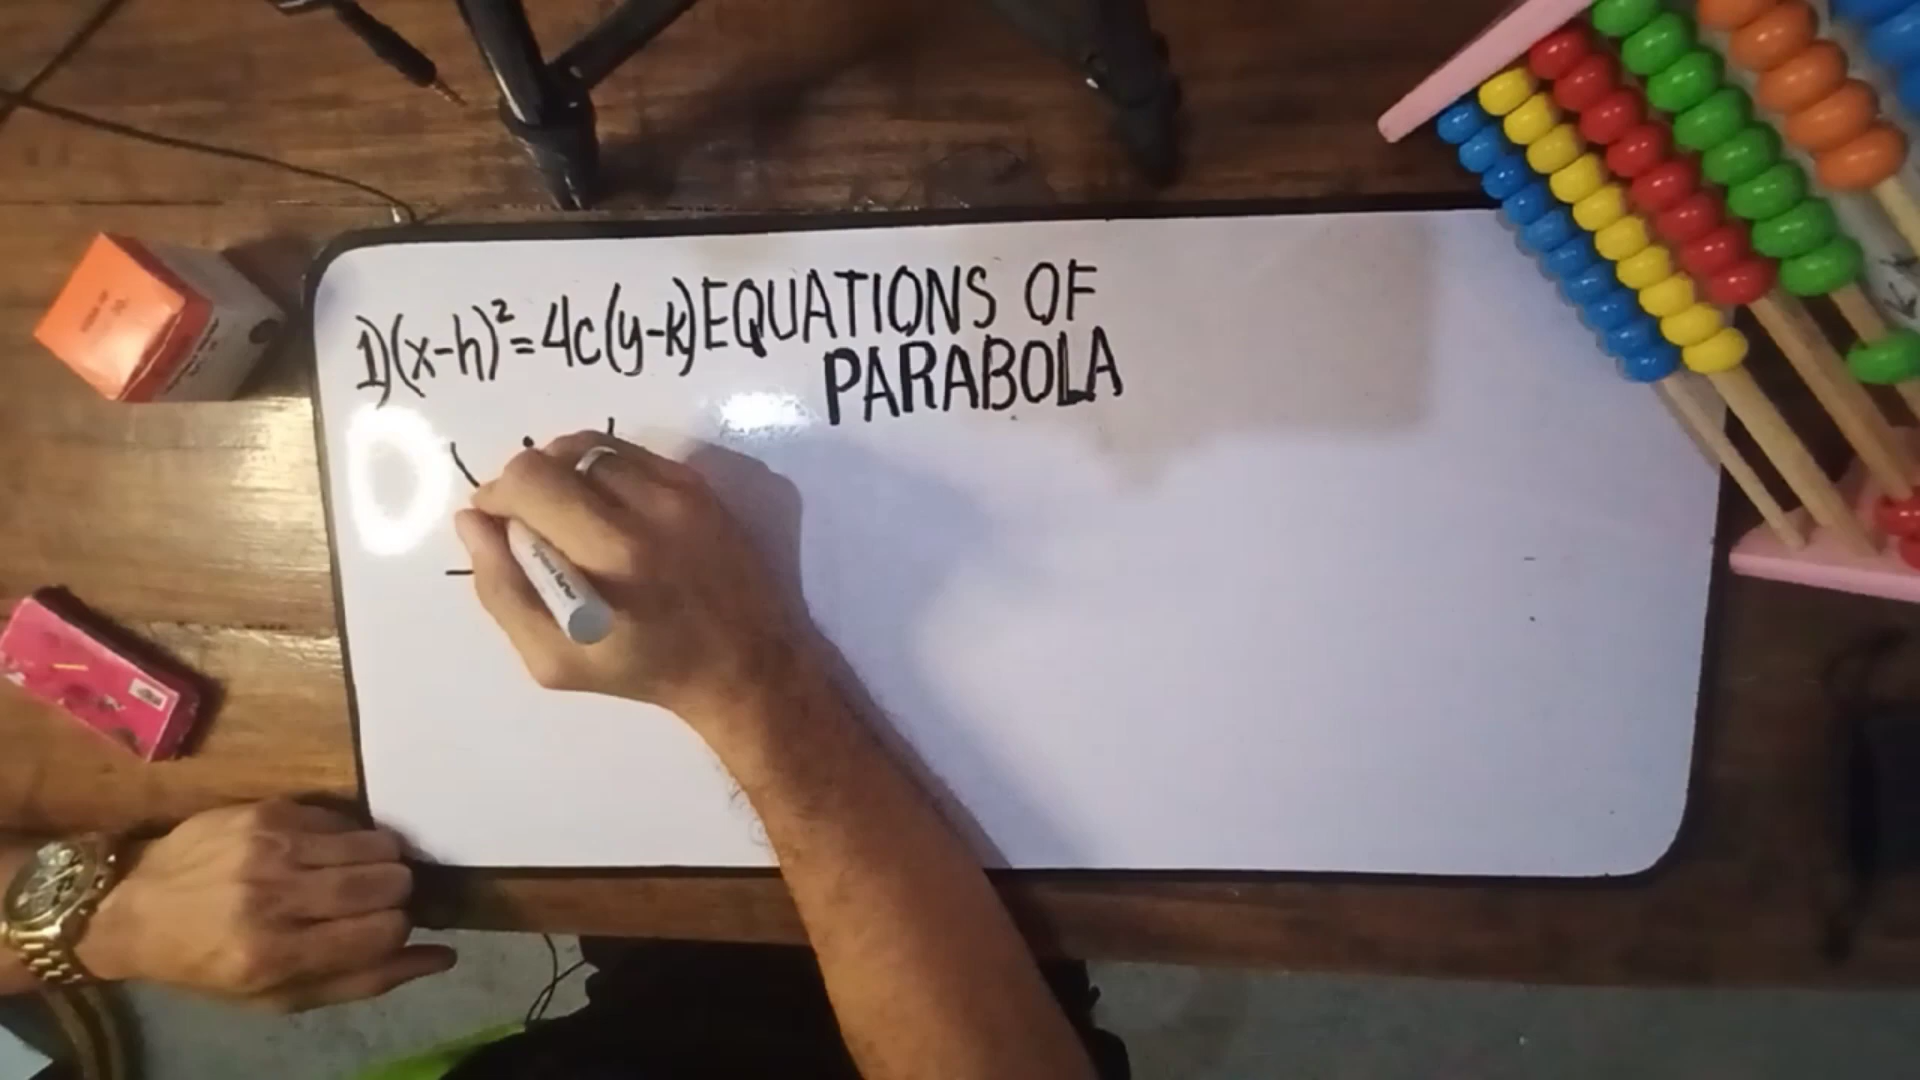 1) (x-h)²=4c(y-k) EQUATIONS OF
PARABOLA